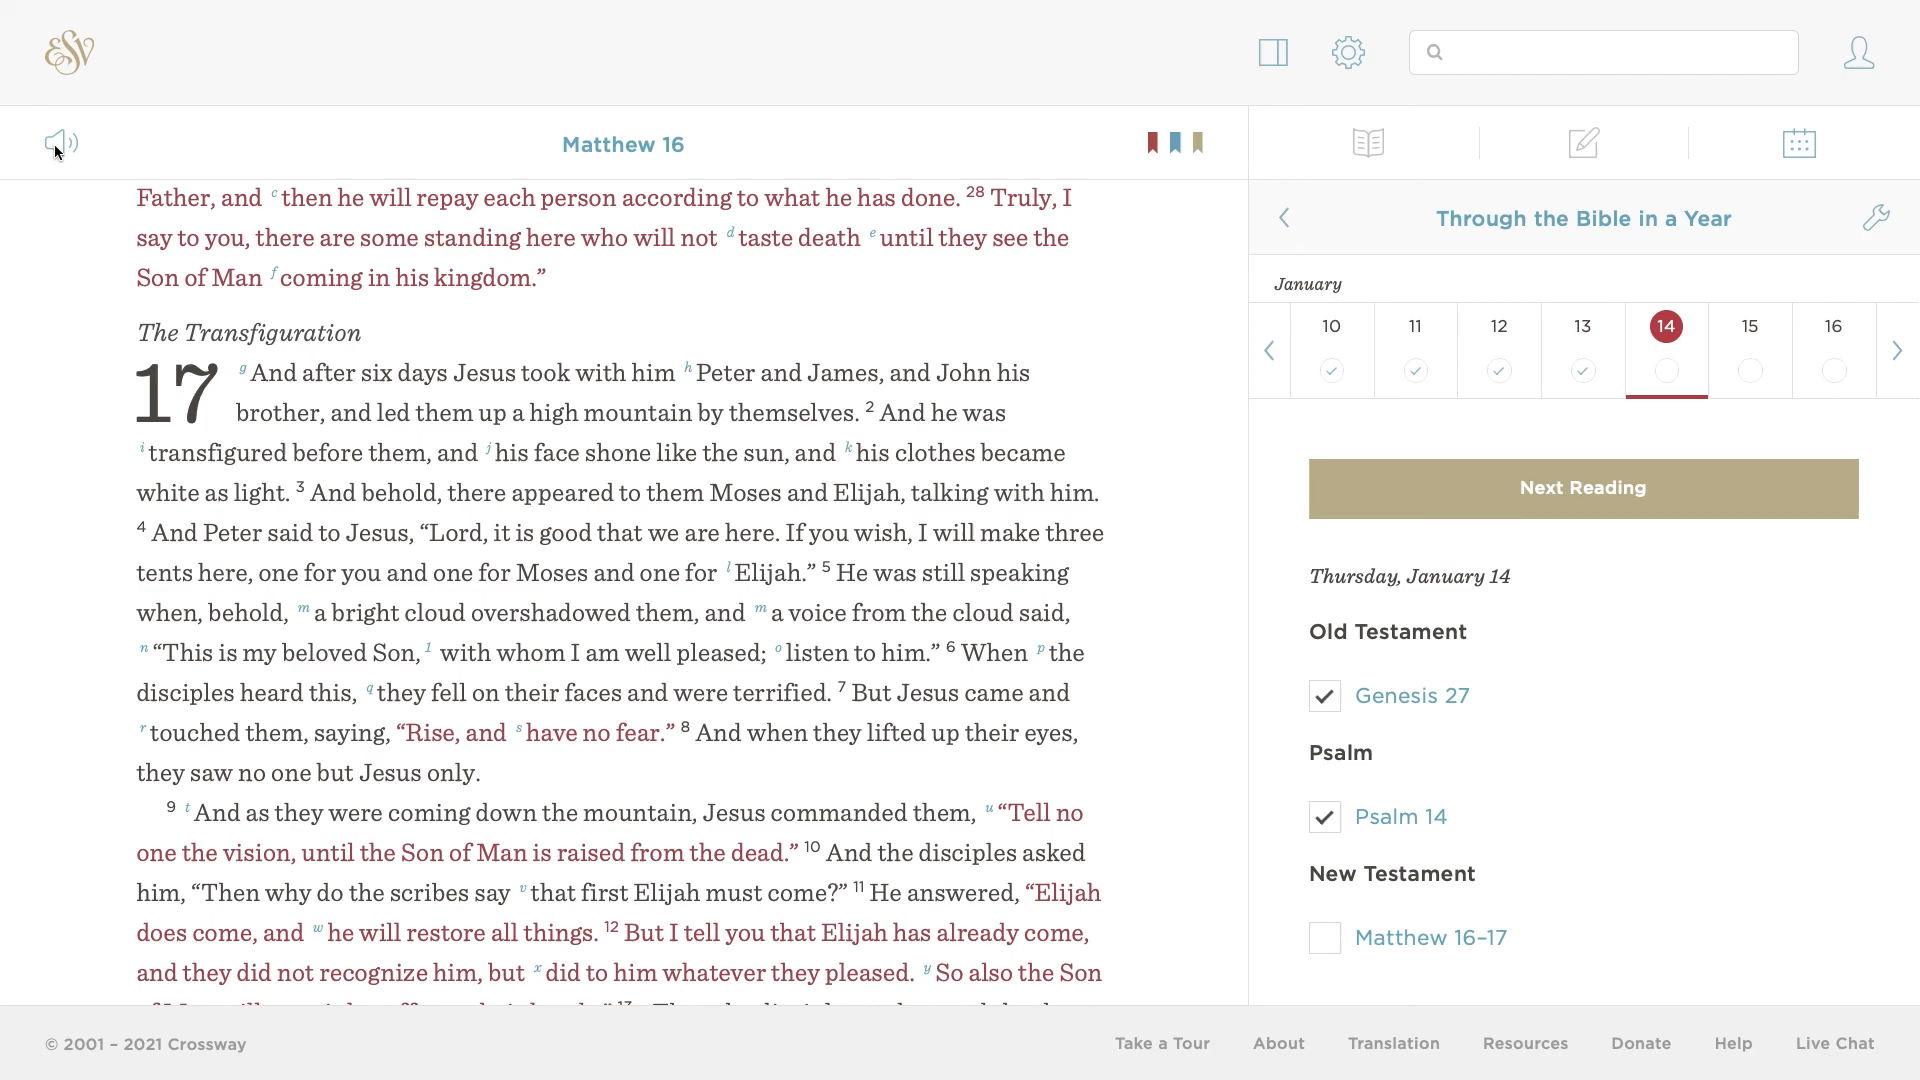 ESV
Matthew 16
Father, and c then he will repay each person according to what he has done. 28 Truly, I
say to you, there are some standing here who will not d taste death e until they see the
Son of Man f coming in his kingdom.”
The Transfiguration
17 g And after six days Jesus took with him h Peter and James, and John his
brother, and led them up a high mountain by themselves. 2 And he was
i transfigured before them, and j his face shone like the sun, and k his clothes became
white as light. 3 And behold, there appeared to them Moses and Elijah, talking with him.
4 And Peter said to Jesus, “Lord, it is good that we are here. If you wish, I will make three
tents here, one for you and one for Moses and one for l Elijah.” 5 He was still speaking
when, behold, m a bright cloud overshadowed them, and m a voice from the cloud said,
n “This is my beloved Son, 1 with whom I am well pleased; o listen to him.” 6 When p the
disciples heard this, q they fell on their faces and were terrified. 7 But Jesus came and
r touched them, saying, “Rise, and s have no fear.” 8 And when they lifted up their eyes,
they saw no one but Jesus only.
9 t And as they were coming down the mountain, Jesus commanded them, u “Tell no
one the vision, until the Son of Man is raised from the dead.” 10 And the disciples asked
him, “Then why do the scribes say v that first Elijah must come?” 11 He answered, “Elijah
does come, and w he will restore all things. 12 But I tell you that Elijah has already come,
and they did not recognize him, but x did to him whatever they pleased. y So also the Son
Through the Bible in a Year
January
10 11 12 13 14 15 16
Next Reading
Thursday, January 14
Old Testament
Genesis 27
Psalm
Psalm 14
New Testament
Matthew 16–17
© 2001 – 2021 Crossway
Take a Tour About Translation Resources Donate Help Live Chat